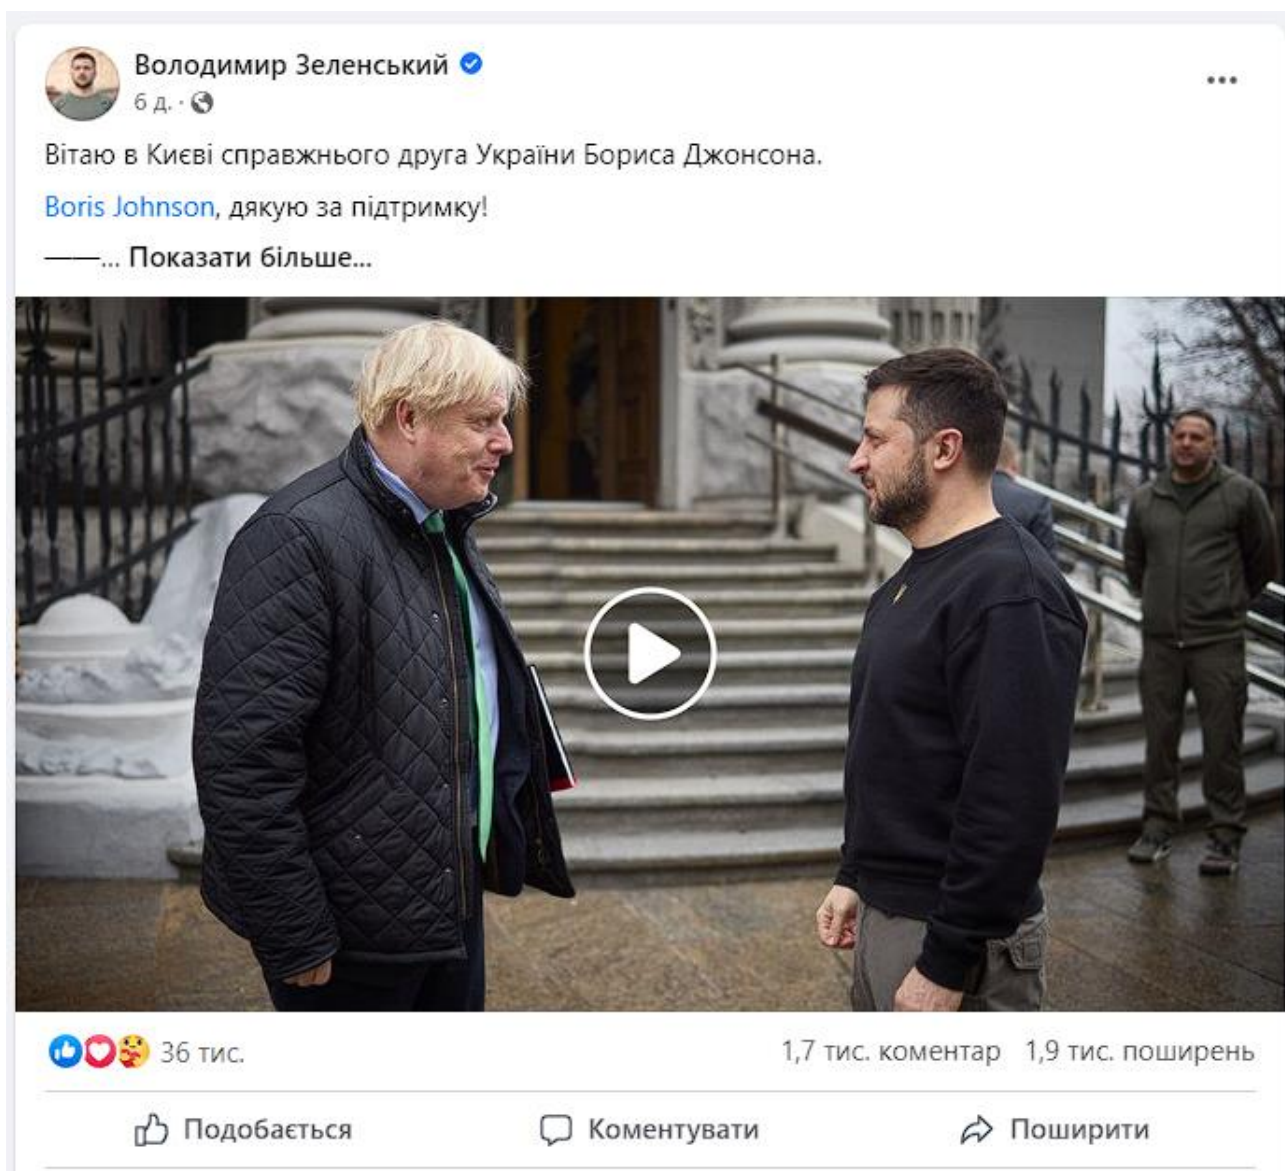 Володимир Зеленський
6 д. ·
Вітаю в Києві справжнього друга України Бориса Джонсона.
Boris Johnson, дякую за підтримку!
——... Показати більше...
36 тис.
1,7 тис. коментар 1,9 тис. поширень
Подобається Коментувати Поширити